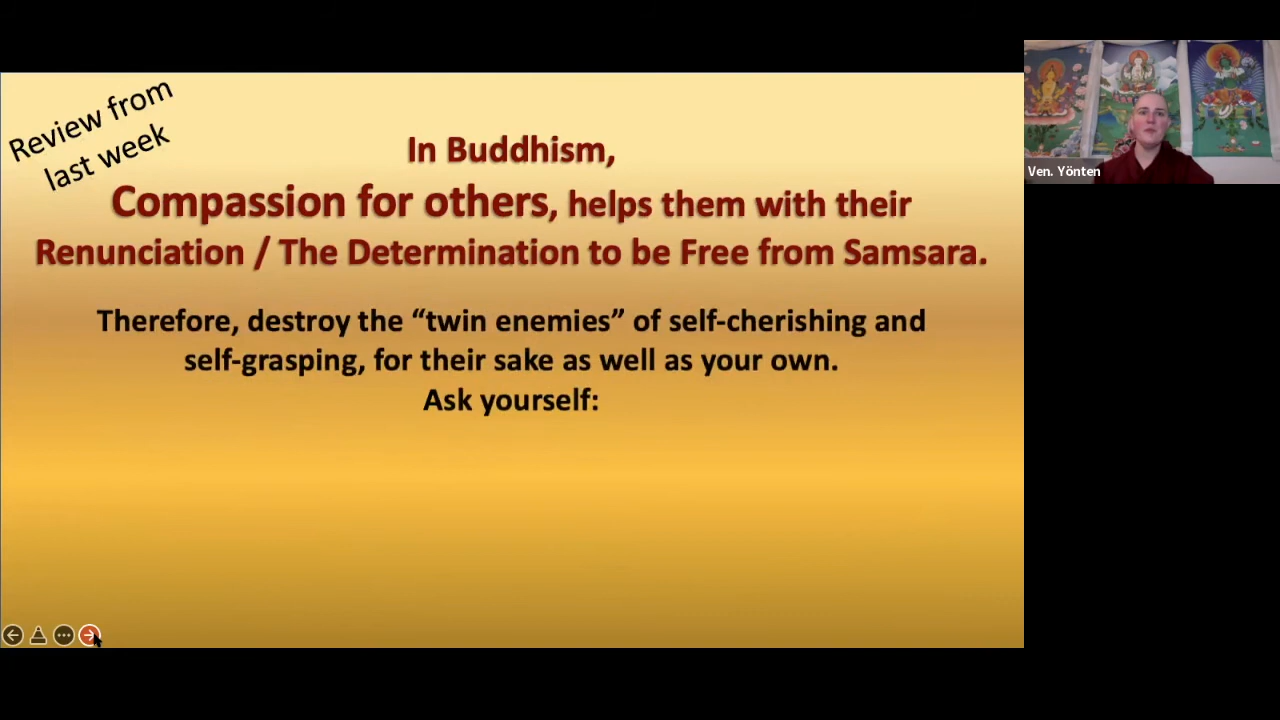 Review from
last week
In Buddhism,
Compassion for others, helps them with their
Renunciation / The Determination to be Free from Samsara.
Therefore, destroy the “twin enemies” of self-cherishing and
self-grasping, for their sake as well as your own.
Ask yourself:
Ven. Yönten